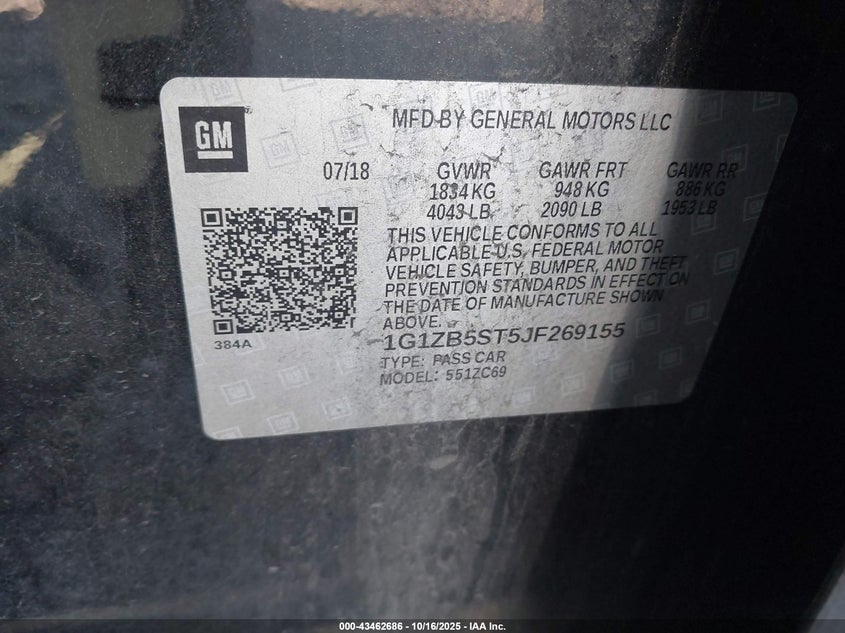 GM
MFD BY GENERAL MOTORS LLC
07/18 GVWR GAWR FRT GAWR RR
1834 KG 948 KG 886 KG
4043 LB 2090 LB 1953 LB
THIS VEHICLE CONFORMS TO ALL
APPLICABLE U.S. FEDERAL MOTOR
VEHICLE SAFETY, BUMPER, AND THEFT
PREVENTION STANDARDS IN EFFECT ON
THE DATE OF MANUFACTURE SHOWN
ABOVE.
384A
1G1ZB5ST5JF269155
TYPE: PASS CAR
MODEL: 551ZC69
000-43462686 - 10/16/2025 - IAA Inc.